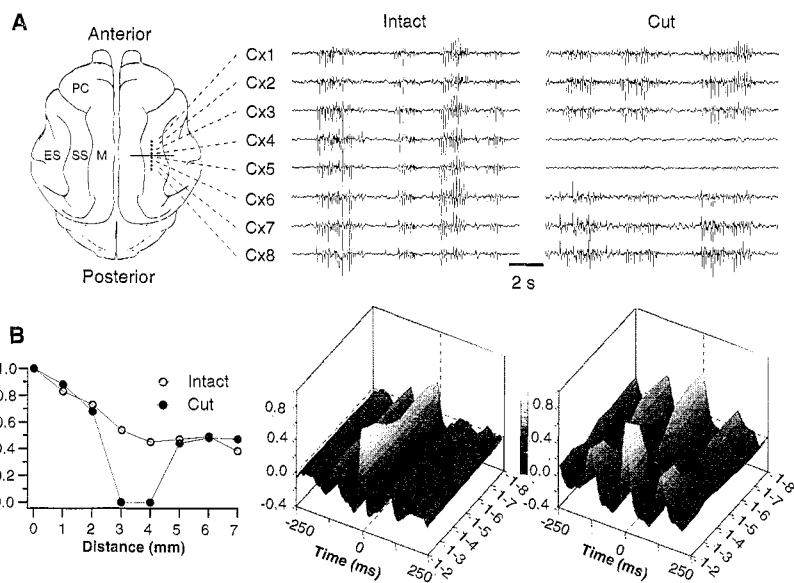 A
Anterior
Intact
Cut
PC
ES
SS
M
Posterior
Cx1
Cx2
Cx3
Cx4
Cx5
Cx6
Cx7
Cx8
2 s
B
1.0
0.8
0.6
0.4
0.2
0.0
0 1 2 3 4 5 6 7
Distance (mm)
Intact
Cut
0.8
0.4
0.0
-0.4
-250 0 250
Time (ms)
1-2
1-3
1-4
1-5
1-6
1-7
1-8
0.8
0.4
0.0
-0.4
-250 0 250
Time (ms)
1-2
1-3
1-4
1-5
1-6
1-7
1-8